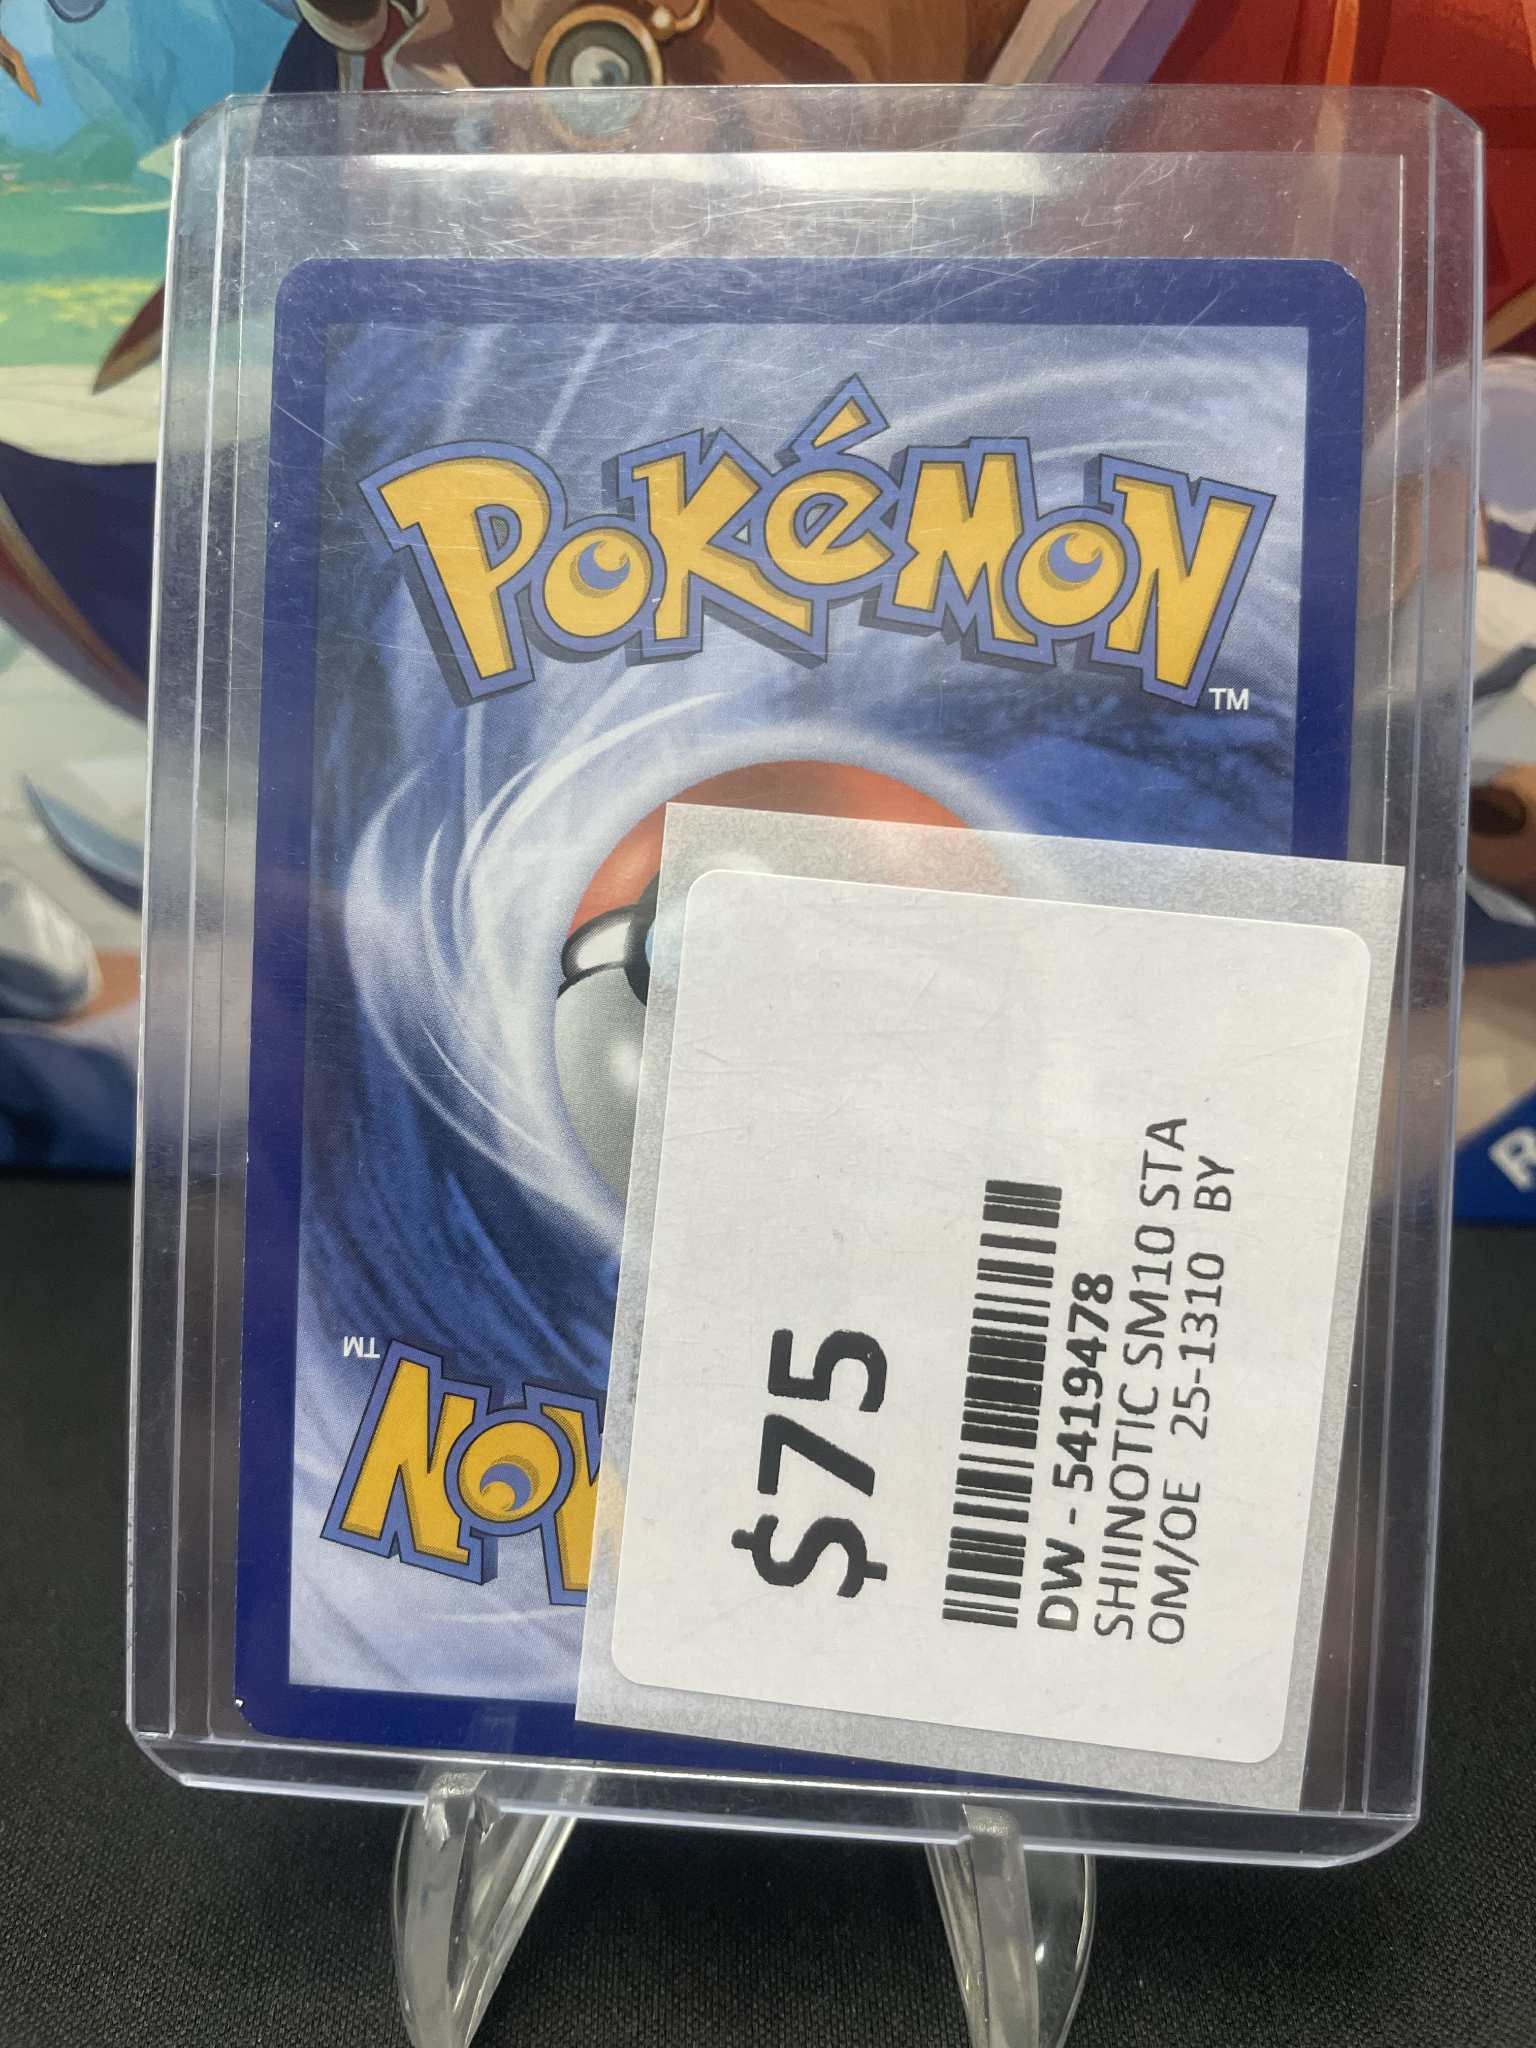 POKéMON
TM
TM
$75
DW - 5419478
SHIINOTIC SM10 STA
OM/OE 25-1310 BY